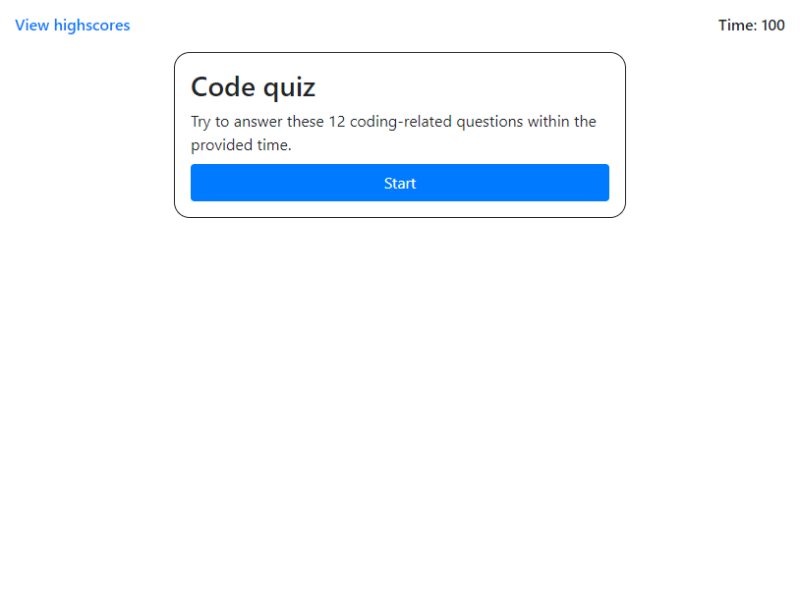 View highscores
Time: 100
Code quiz
Try to answer these 12 coding-related questions within the
provided time.
Start